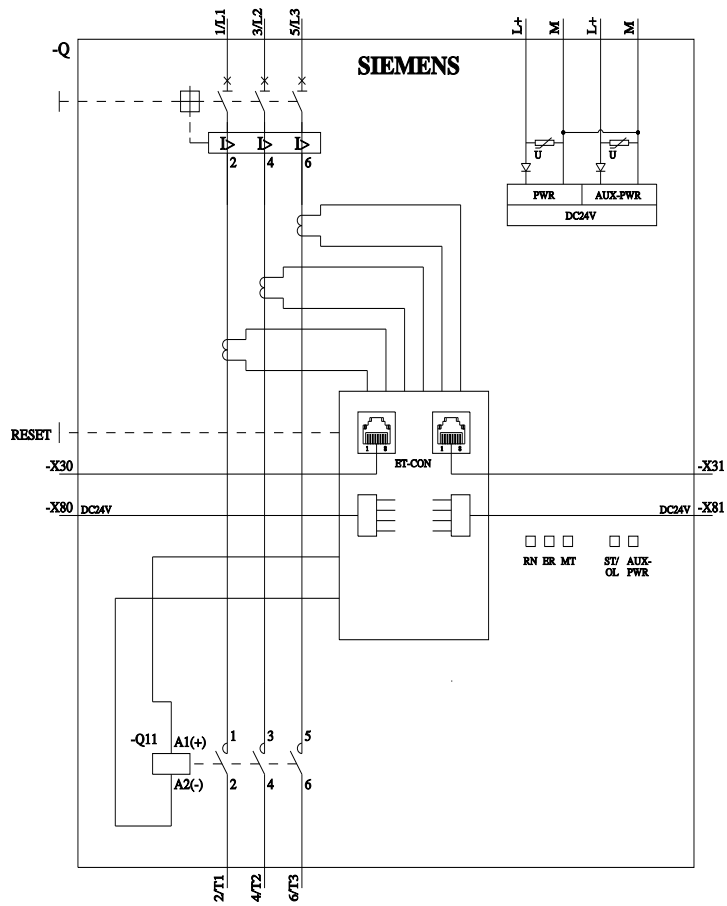 1/L1 3/L2 5/L3 L+ M L+ M
-Q
SIEMENS
I> I> I>
2 4 6
U U
PWR AUX-PWR
DC24V
RESET
1 8 1 8
ET-CON
-X30 -X31
-X80 DC24V DC24V -X81
RN ER MT ST/ AUX-
OL PWR
-Q11 A1(+) 1 3 5
A2(-) 2 4 6
2/T1 4/T2 6/T3